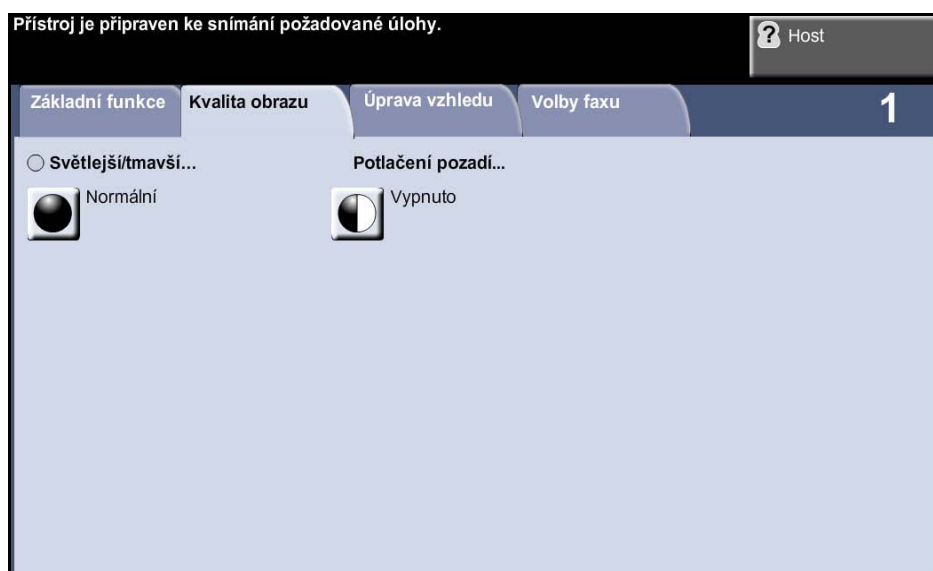 Přístroj je připraven ke snímání požadované úlohy.
Host
Základní funkce Kvalita obrazu Úprava vzhledu Volby faxu 1
Světlejší/tmavší... Potlačení pozadí...
Normální Vypnuto